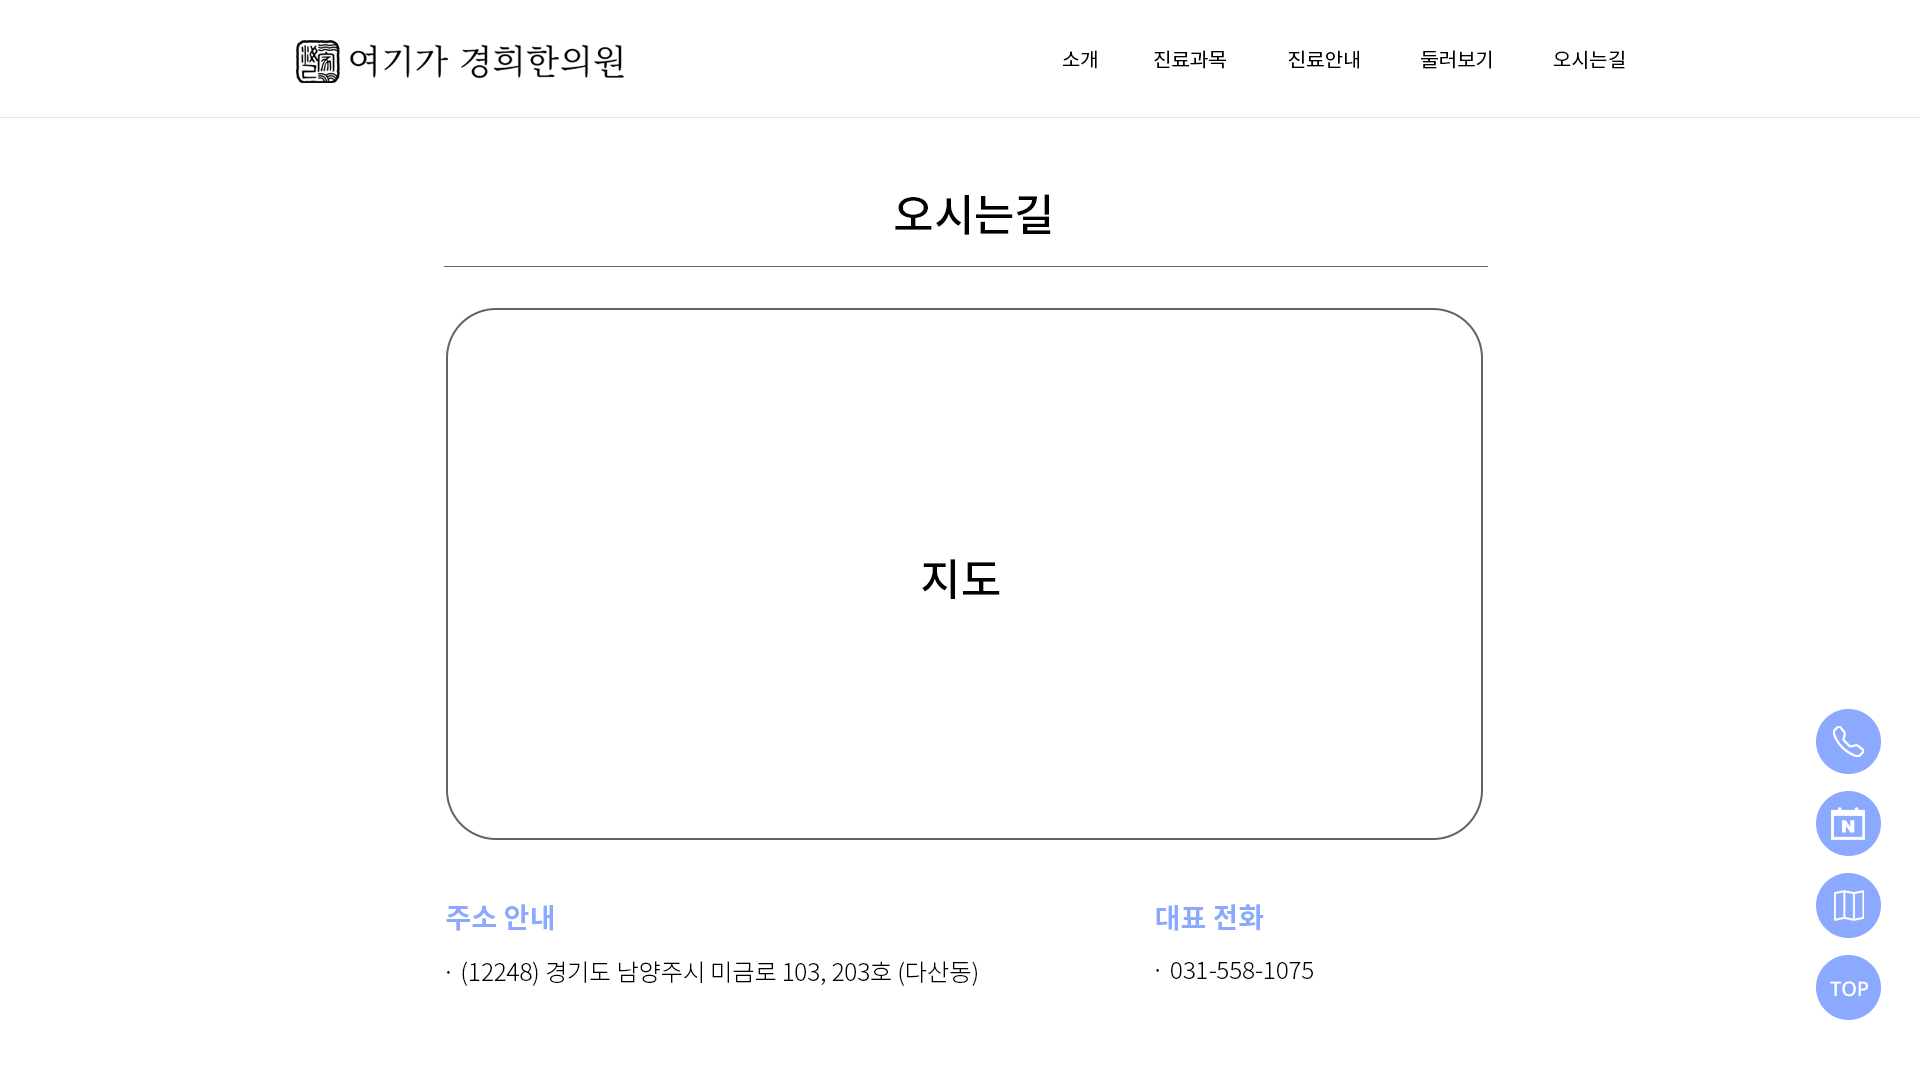 여기가 경희한의원
소개 진료과목 진료안내 둘러보기 오시는길
오시는길
지도
주소 안내
· (12248) 경기도 남양주시 미금로 103, 203호 (다산동)
대표 전화
· 031-558-1075
N
TOP